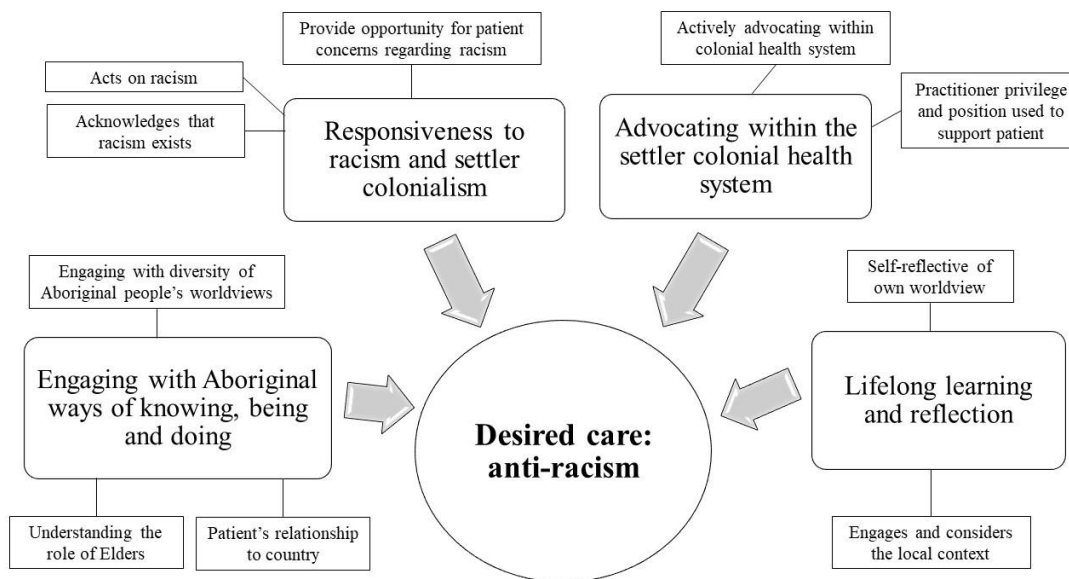 Provide opportunity for patient
concerns regarding racism
Actively advocating within
colonial health system
Acts on racism
Acknowledges that
racism exists
Responsiveness to
racism and settler
colonialism
Advocating within the
settler colonial health
system
Practitioner privilege
and position used to
support patient
Engaging with diversity of
Aboriginal people’s worldviews
Self-reflective of
own worldview
Engaging with Aboriginal
ways of knowing, being
and doing
Desired care:
anti-racism
Lifelong learning
and reflection
Understanding the
role of Elders
Patient’s relationship
to country
Engages and considers
the local context